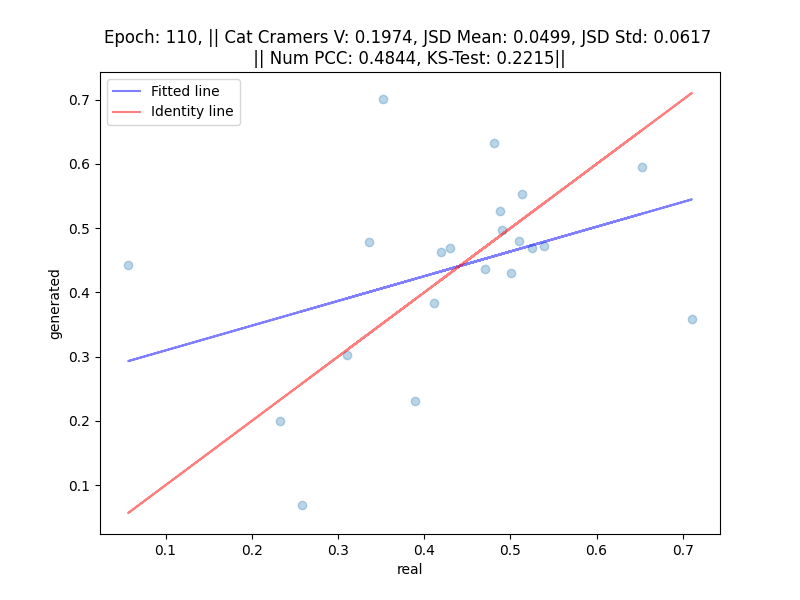 Epoch: 110, || Cat Cramers V: 0.1974, JSD Mean: 0.0499, JSD Std: 0.0617
|| Num PCC: 0.4844, KS-Test: 0.2215||
Fitted line
Identity line
0.7
0.6
0.5
0.4
0.3
0.2
0.1
generated
0.1 0.2 0.3 0.4 0.5 0.6 0.7
real